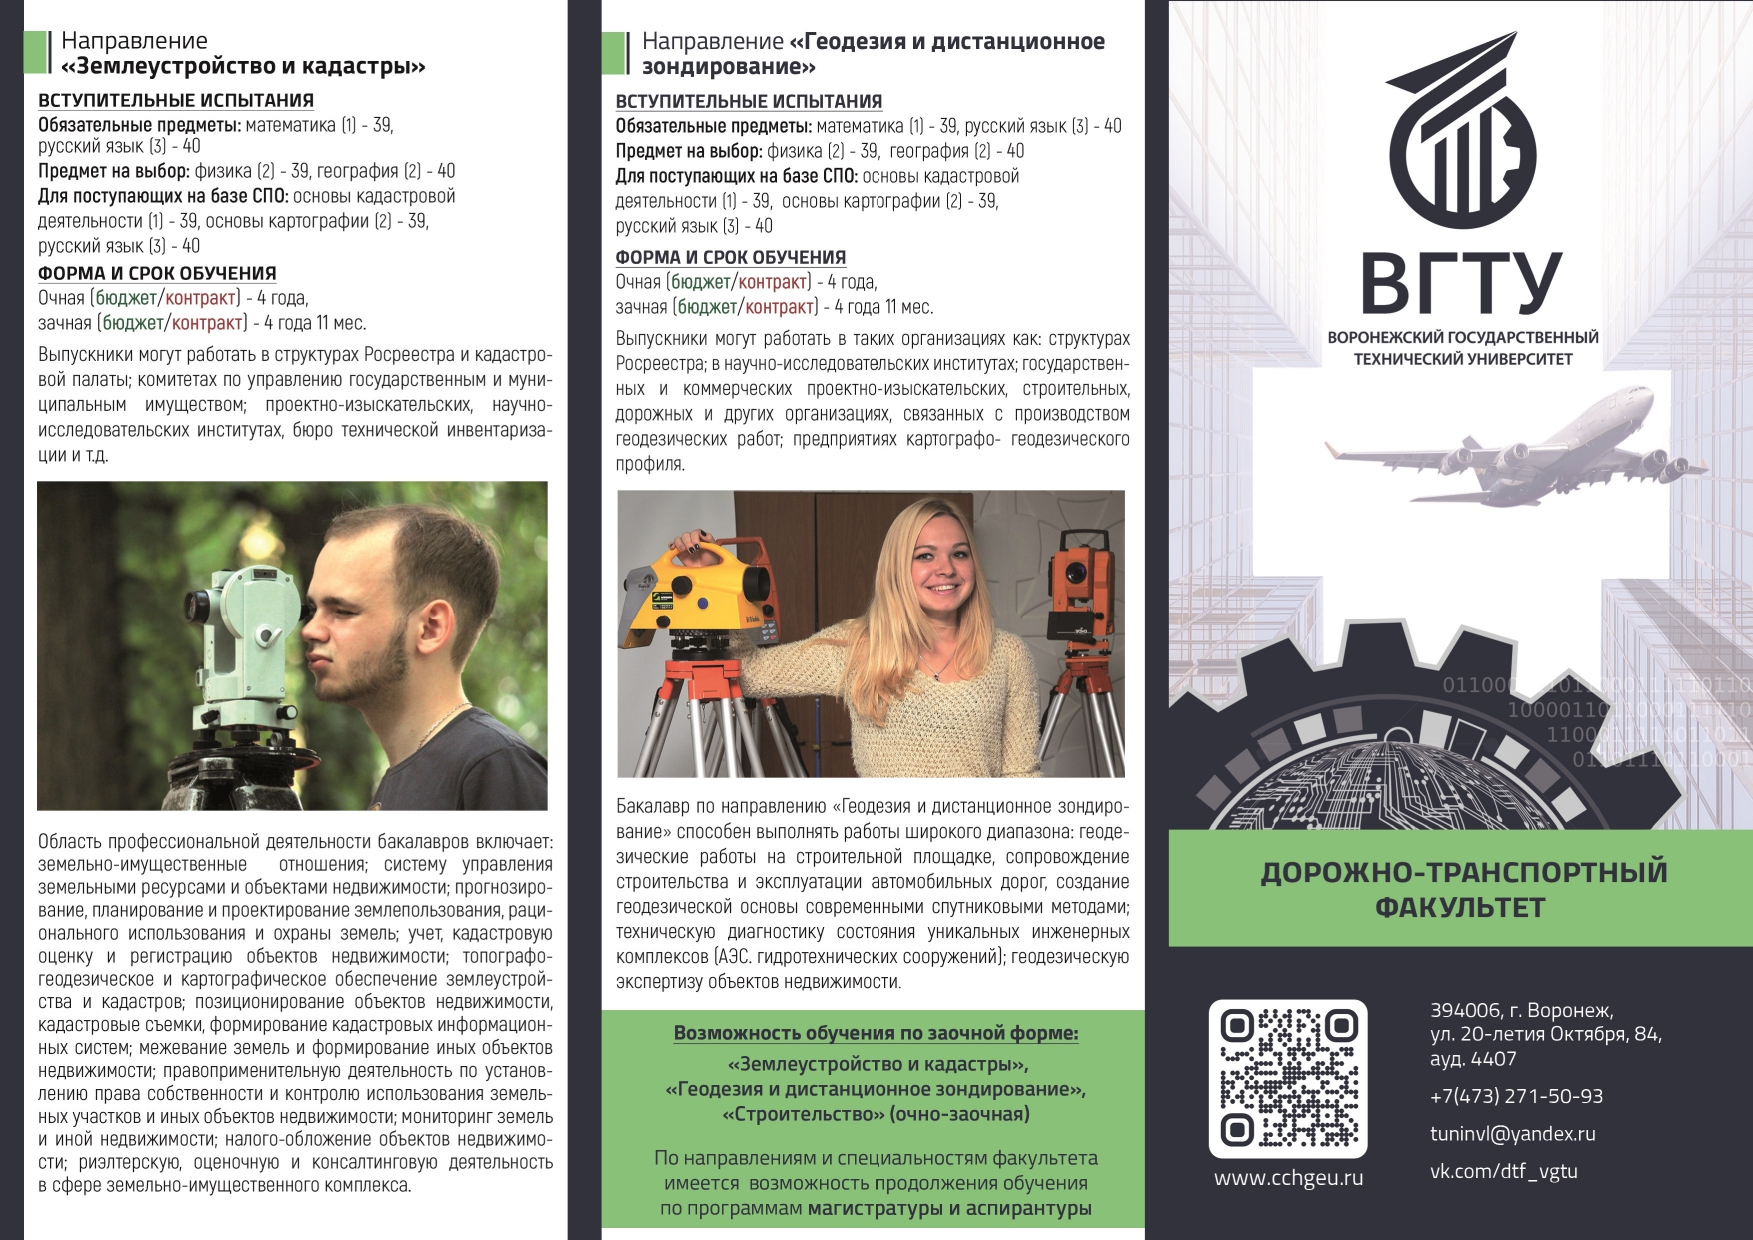 Направление
«Землеустройство и кадастры»
ВСТУПИТЕЛЬНЫЕ ИСПЫТАНИЯ
Обязательные предметы: математика (1) - 39,
русский язык (3) - 40
Предмет на выбор: физика (2) - 39, география (2) - 40
Для поступающих на базе СПО: основы кадастровой
деятельности (1) - 39, основы картографии (2) - 39,
русский язык (3) - 40
ФОРМА И СРОК ОБУЧЕНИЯ
Очная (бюджет/контракт) - 4 года,
зачная (бюджет/контракт) - 4 года 11 мес.
Выпускники могут работать в структурах Росреестра и кадастро-
вой палаты; комитетах по управлению государственным и муни-
ципальным имуществом; проектно-изыскательских, научно-
исследовательских институтах, бюро технической инвентариза-
ции и т.д.
Область профессиональной деятельности бакалавров включает:
земельно-имущественные отношения; систему управления
земельными ресурсами и объектами недвижимости; прогнозиро-
вание, планирование и проектирование землепользования, раци-
онального использования и охраны земель; учет, кадастровую
оценку и регистрацию объектов недвижимости; топографо-
геодезическое и картографическое обеспечение землеустрой-
ства и кадастров; позиционирование объектов недвижимости,
кадастровые съемки, формирование кадастровых информацион-
ных систем; межевание земель и формирование иных объектов
недвижимости; правоприменительную деятельность по установ-
лению права собственности и контролю использования земель-
ных участков и иных объектов недвижимости; мониторинг земель
и иной недвижимости; налого-обложение объектов недвижимо-
сти; риэлтерскую, оценочную и консалтинговую деятельность
в сфере земельно-имущественного комплекса.
Направление «Геодезия и дистанционное
зондирование»
ВСТУПИТЕЛЬНЫЕ ИСПЫТАНИЯ
Обязательные предметы: математика (1) - 39, русский язык (3) - 40
Предмет на выбор: физика (2) - 39, география (2) - 40
Для поступающих на базе СПО: основы кадастровой
деятельности (1) - 39, основы картографии (2) - 39,
русский язык (3) - 40
ФОРМА И СРОК ОБУЧЕНИЯ
Очная (бюджет/контракт) - 4 года,
зачная (бюджет/контракт) - 4 года 11 мес.
Выпускники могут работать в таких организациях как: структурах
Росреестра; в научно-исследовательских институтах; государствен-
ных и коммерческих проектно-изыскательских, строительных,
дорожных и других организациях, связанных с производством
геодезических работ; предприятиях картографо- геодезического
профиля.
Бакалавр по направлению «Геодезия и дистанционное зондиро-
вание» способен выполнять работы широкого диапазона: геоде-
зические работы на строительной площадке, сопровождение
строительства и эксплуатации автомобильных дорог, создание
геодезической основы современными спутниковыми методами;
техническую диагностику состояния уникальных инженерных
комплексов (АЭС. гидротехнических сооружений); геодезическую
экспертизу объектов недвижимости.
Возможность обучения по заочной форме:
«Землеустройство и кадастры»,
«Геодезия и дистанционное зондирование»,
«Строительство» (очно-заочная)
По направлениям и специальностям факультета
имеется возможность продолжения обучения
по программам магистратуры и аспирантуры
ВГТУ
ВОРОНЕЖСКИЙ ГОСУДАРСТВЕННЫЙ
ТЕХНИЧЕСКИЙ УНИВЕРСИТЕТ
ДОРОЖНО-ТРАНСПОРТНЫЙ
ФАКУЛЬТЕТ
394006, г. Воронеж,
ул. 20-летия Октября, 84,
ауд. 4407
+7(473) 271-50-93
tuninvl@yandex.ru
vk.com/dtf_vgtu
www.cchgeu.ru